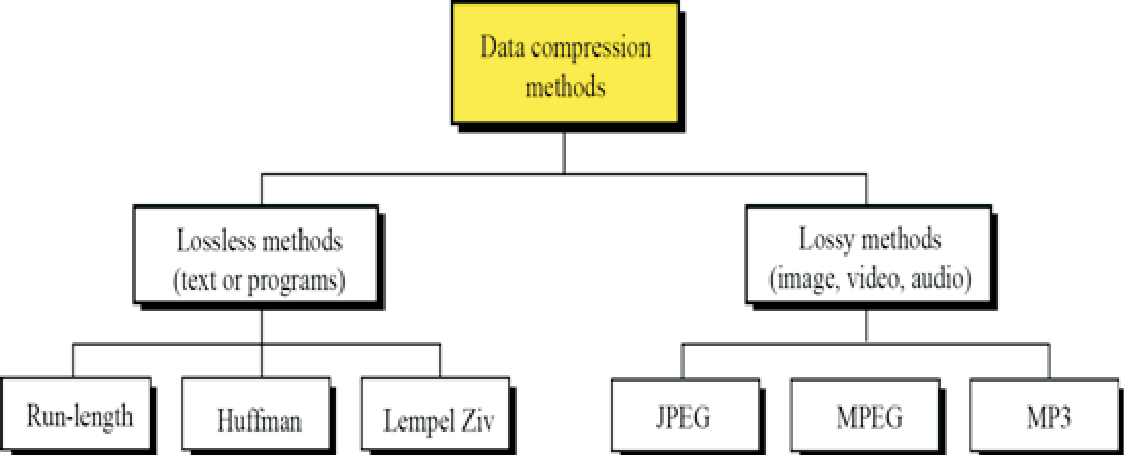 Data compression
methods
Lossless methods
(text or programs)
Lossy methods
(image, video, audio)
Run-length
Huffman
Lempel Ziv
JPEG
MPEG
MP3